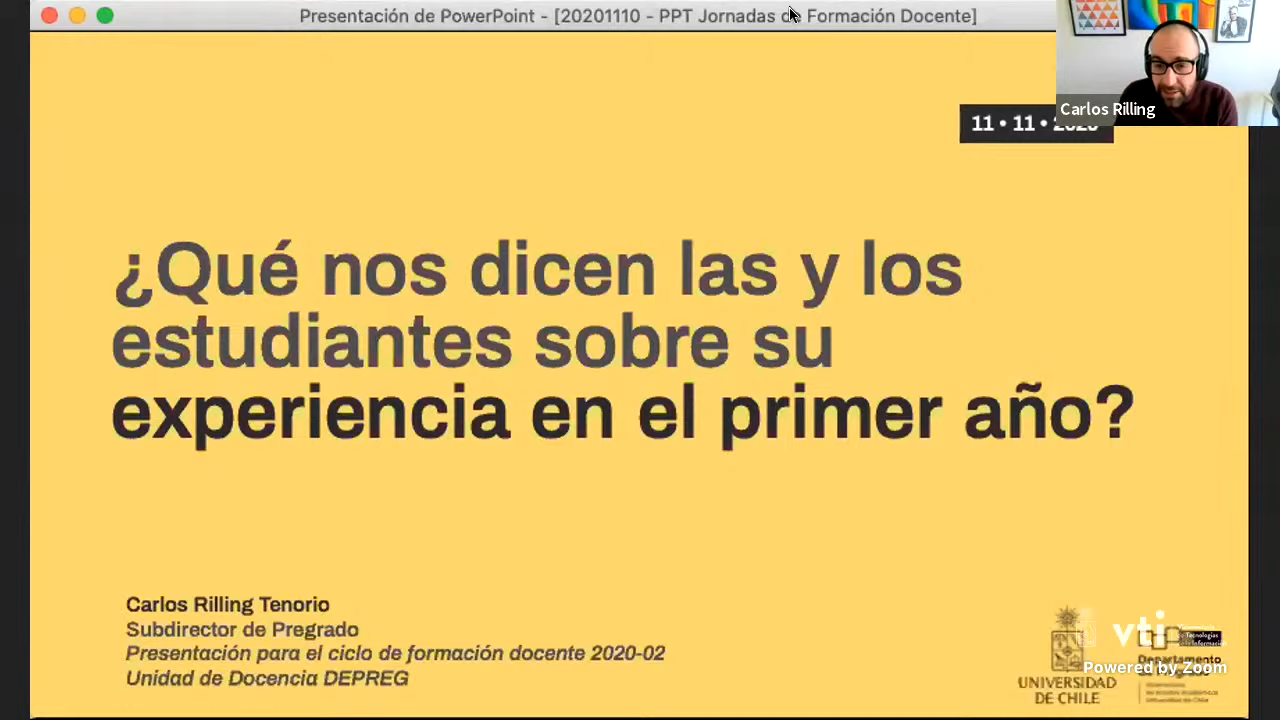 Presentación de PowerPoint - [20201110 - PPT Jornadas de Formación Docente]
Carlos Rilling
11 • 11 • 2020
¿Qué nos dicen las y los
estudiantes sobre su
experiencia en el primer año?
Carlos Rilling Tenorio
Subdirector de Pregrado
Presentación para el ciclo de formación docente 2020-02
Unidad de Docencia DEPREG
vti
Departamento
Powered by Zoom
UNIVERSIDAD
DE CHILE